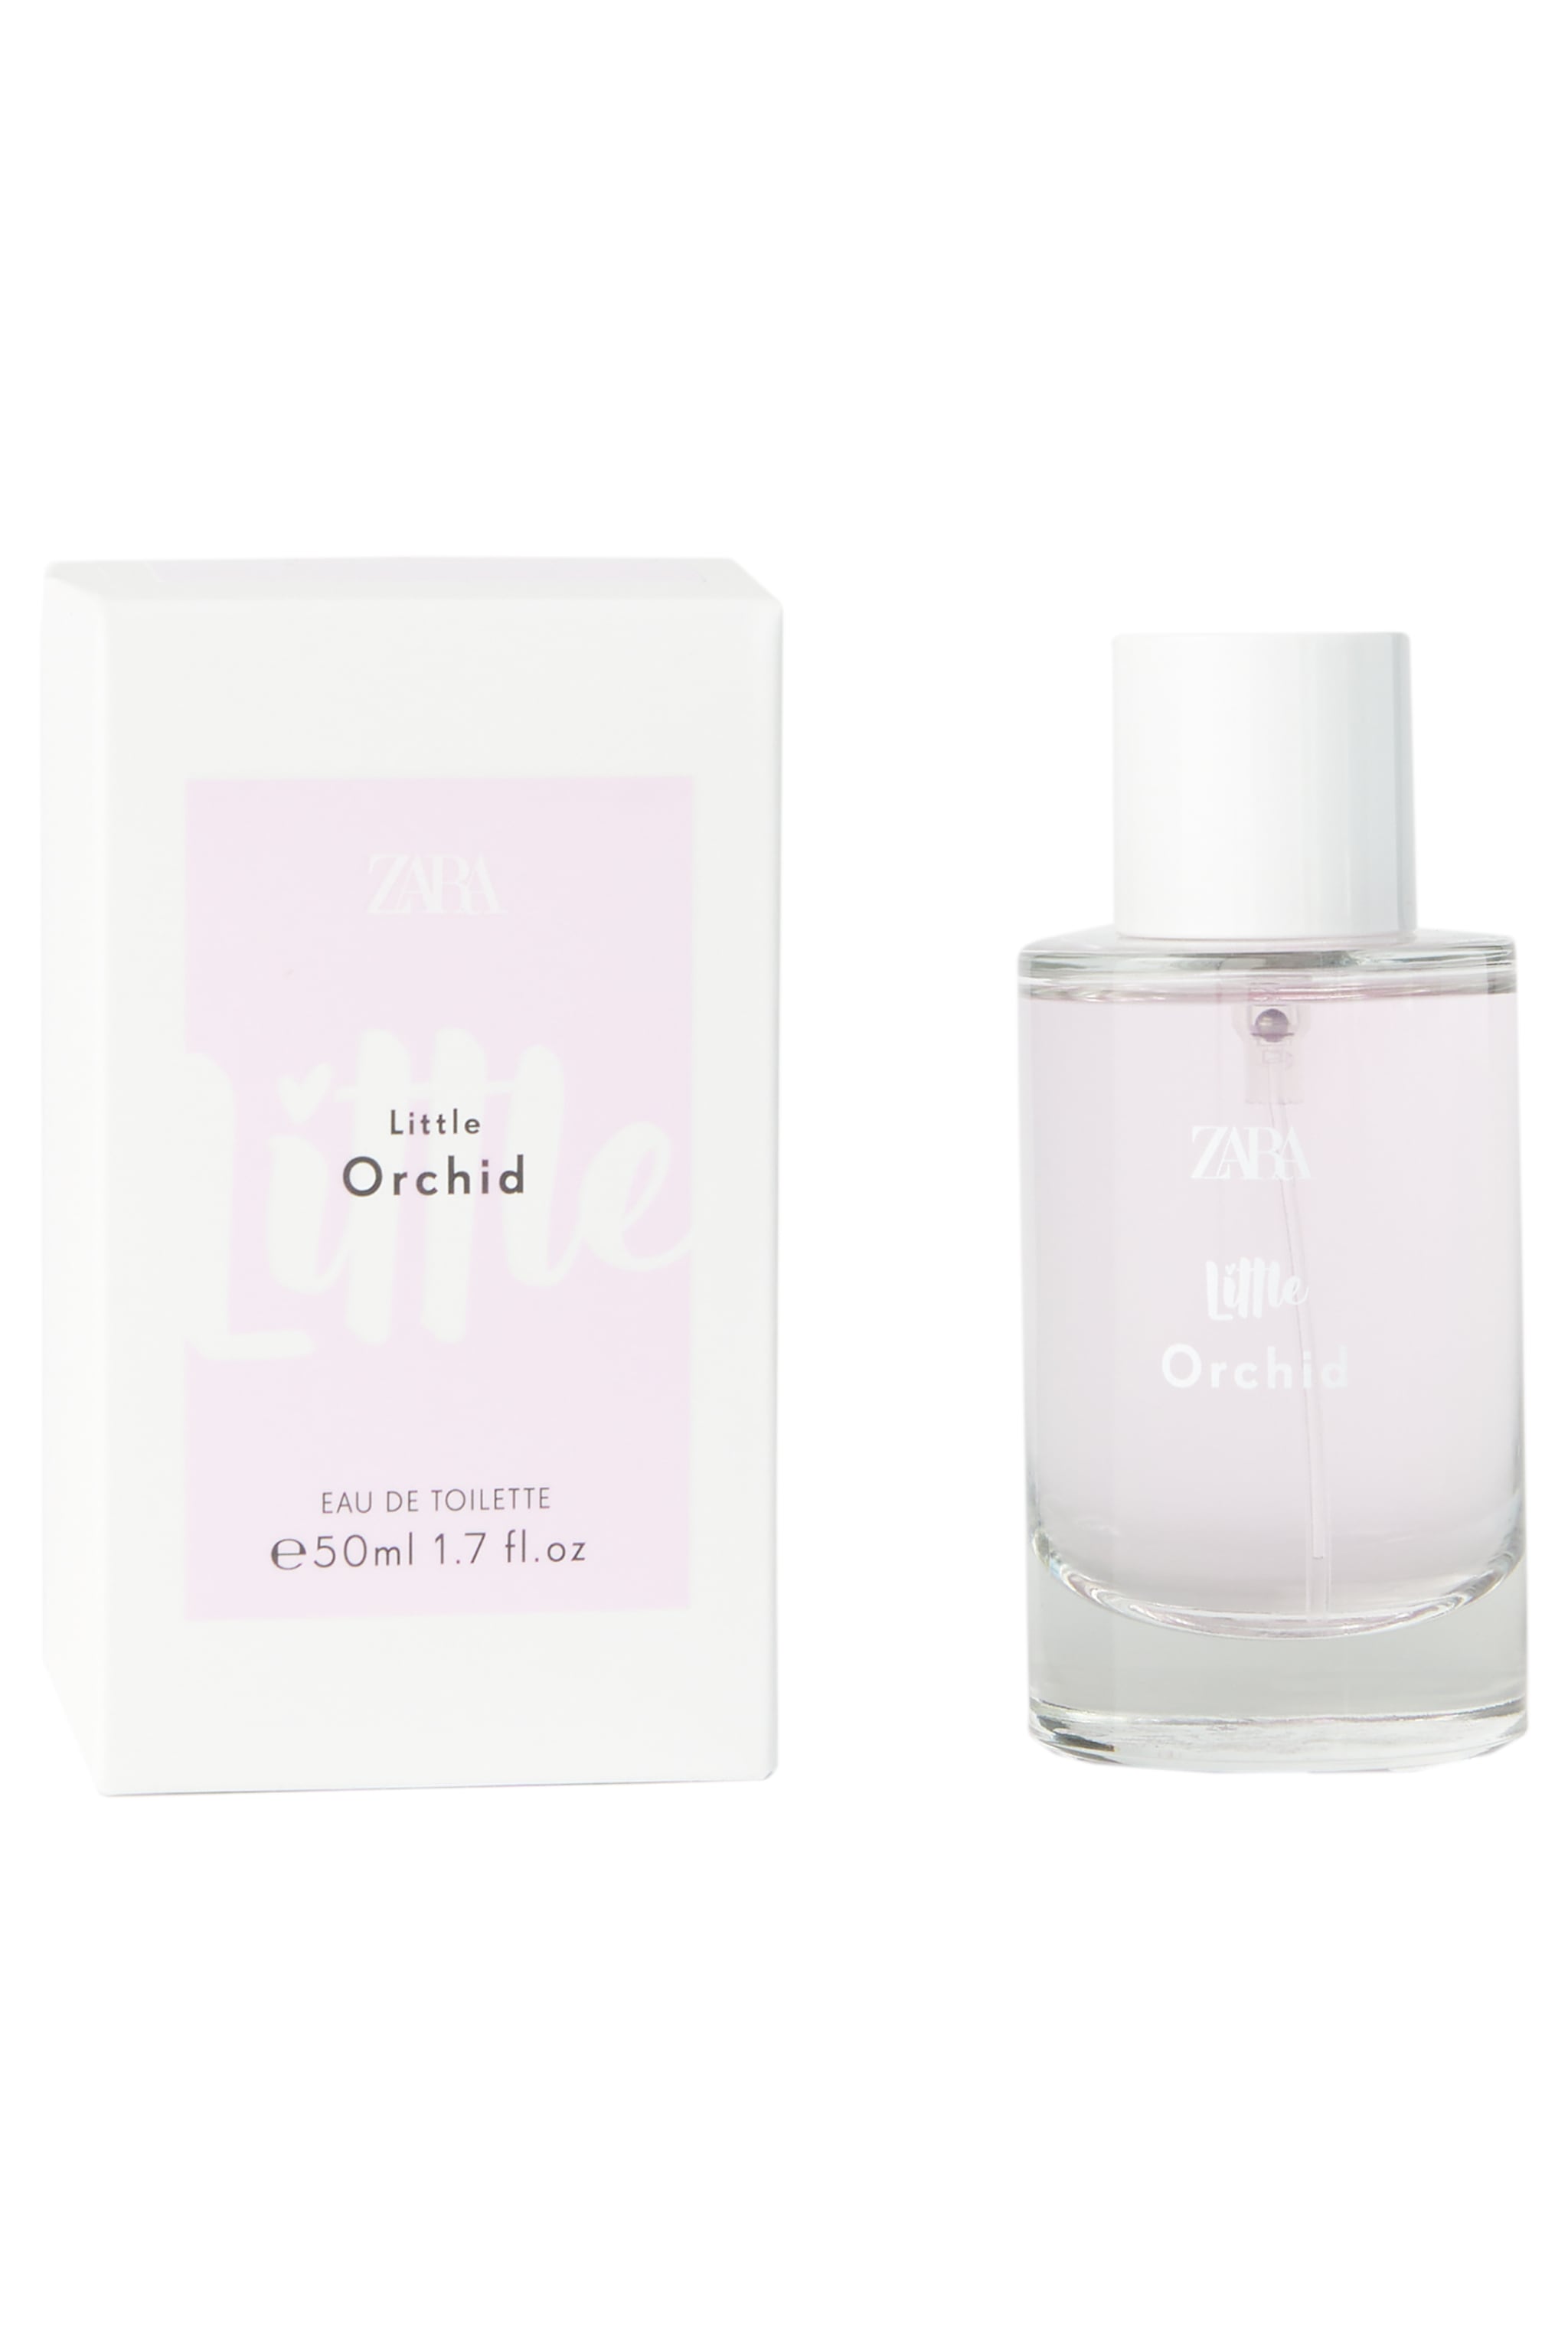 ZARA
Little
Little
Orchid
EAU DE TOILETTE
℮50ml 1.7 fl.oz
ZARA
Little
Orchid